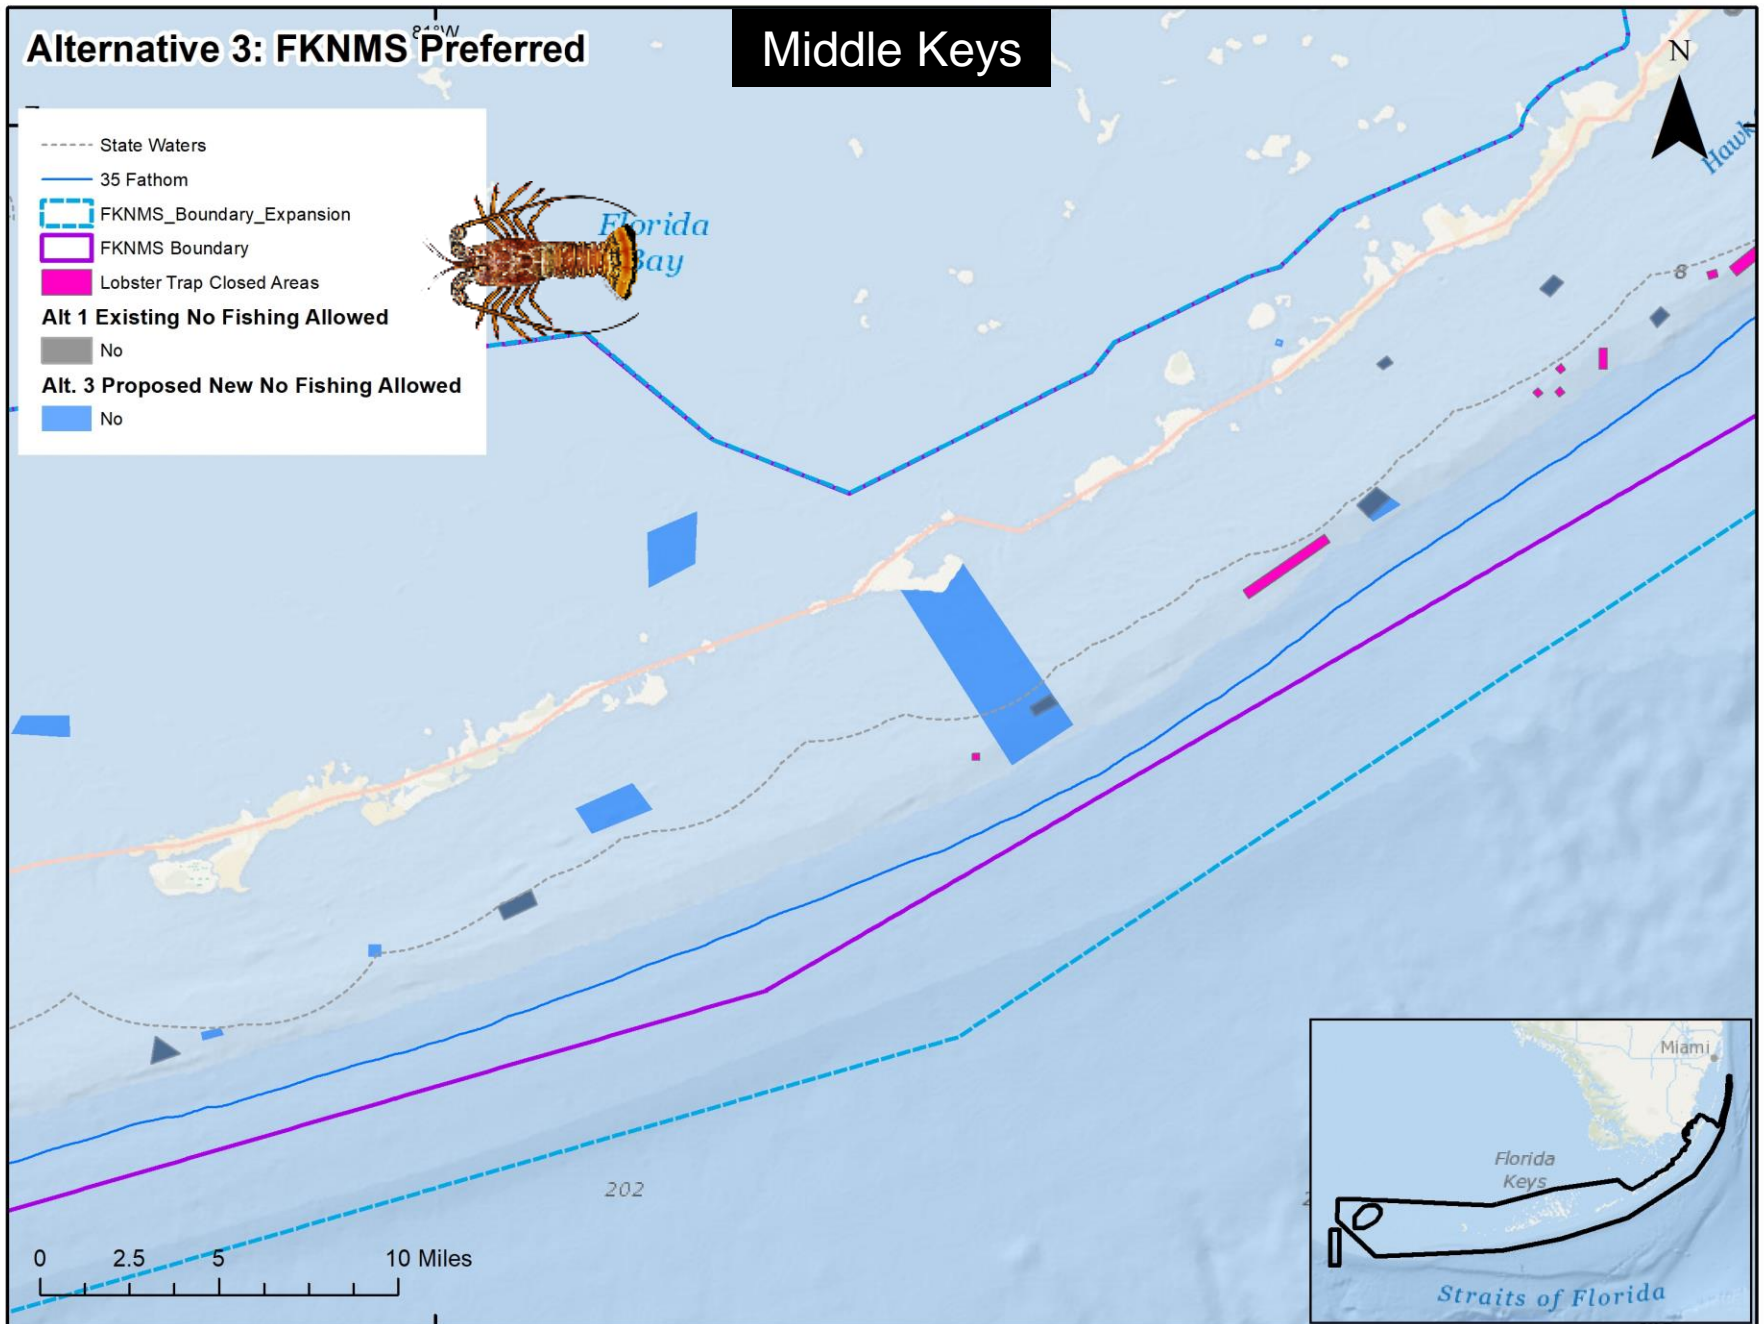 81°W
Alternative 3: FKNMS Preferred
Middle Keys
N
Hawk
State Waters
35 Fathom
FKNMS_Boundary_Expansion
FKNMS Boundary
Lobster Trap Closed Areas
Alt 1 Existing No Fishing Allowed
No
Alt. 3 Proposed New No Fishing Allowed
No
Florida
Bay
8
202
0 2.5 5 10 Miles
Miami
Florida
Keys
Straits of Florida